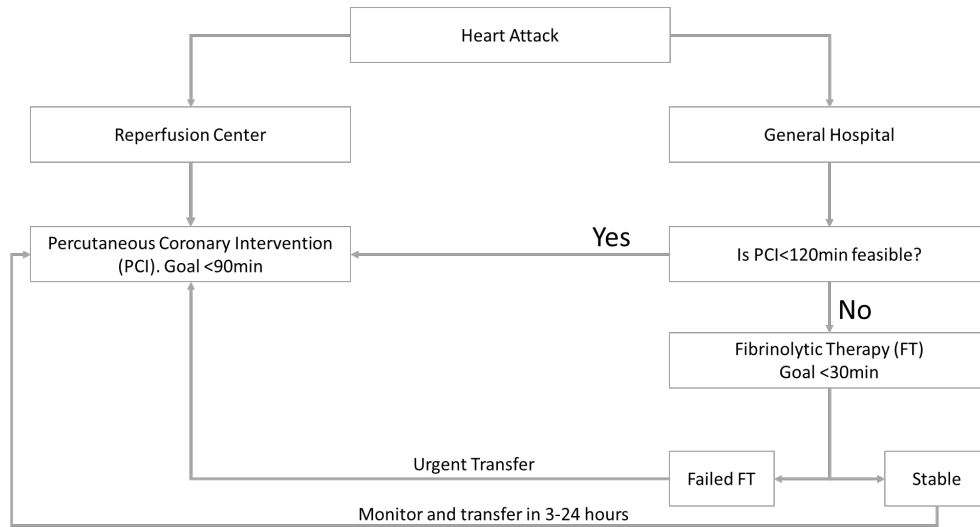 Heart Attack
Reperfusion Center
General Hospital
Percutaneous Coronary Intervention
(PCI). Goal <90min
Yes
Is PCI<120min feasible?
No
Fibrinolytic Therapy (FT)
Goal <30min
Urgent Transfer
Failed FT
Stable
Monitor and transfer in 3-24 hours